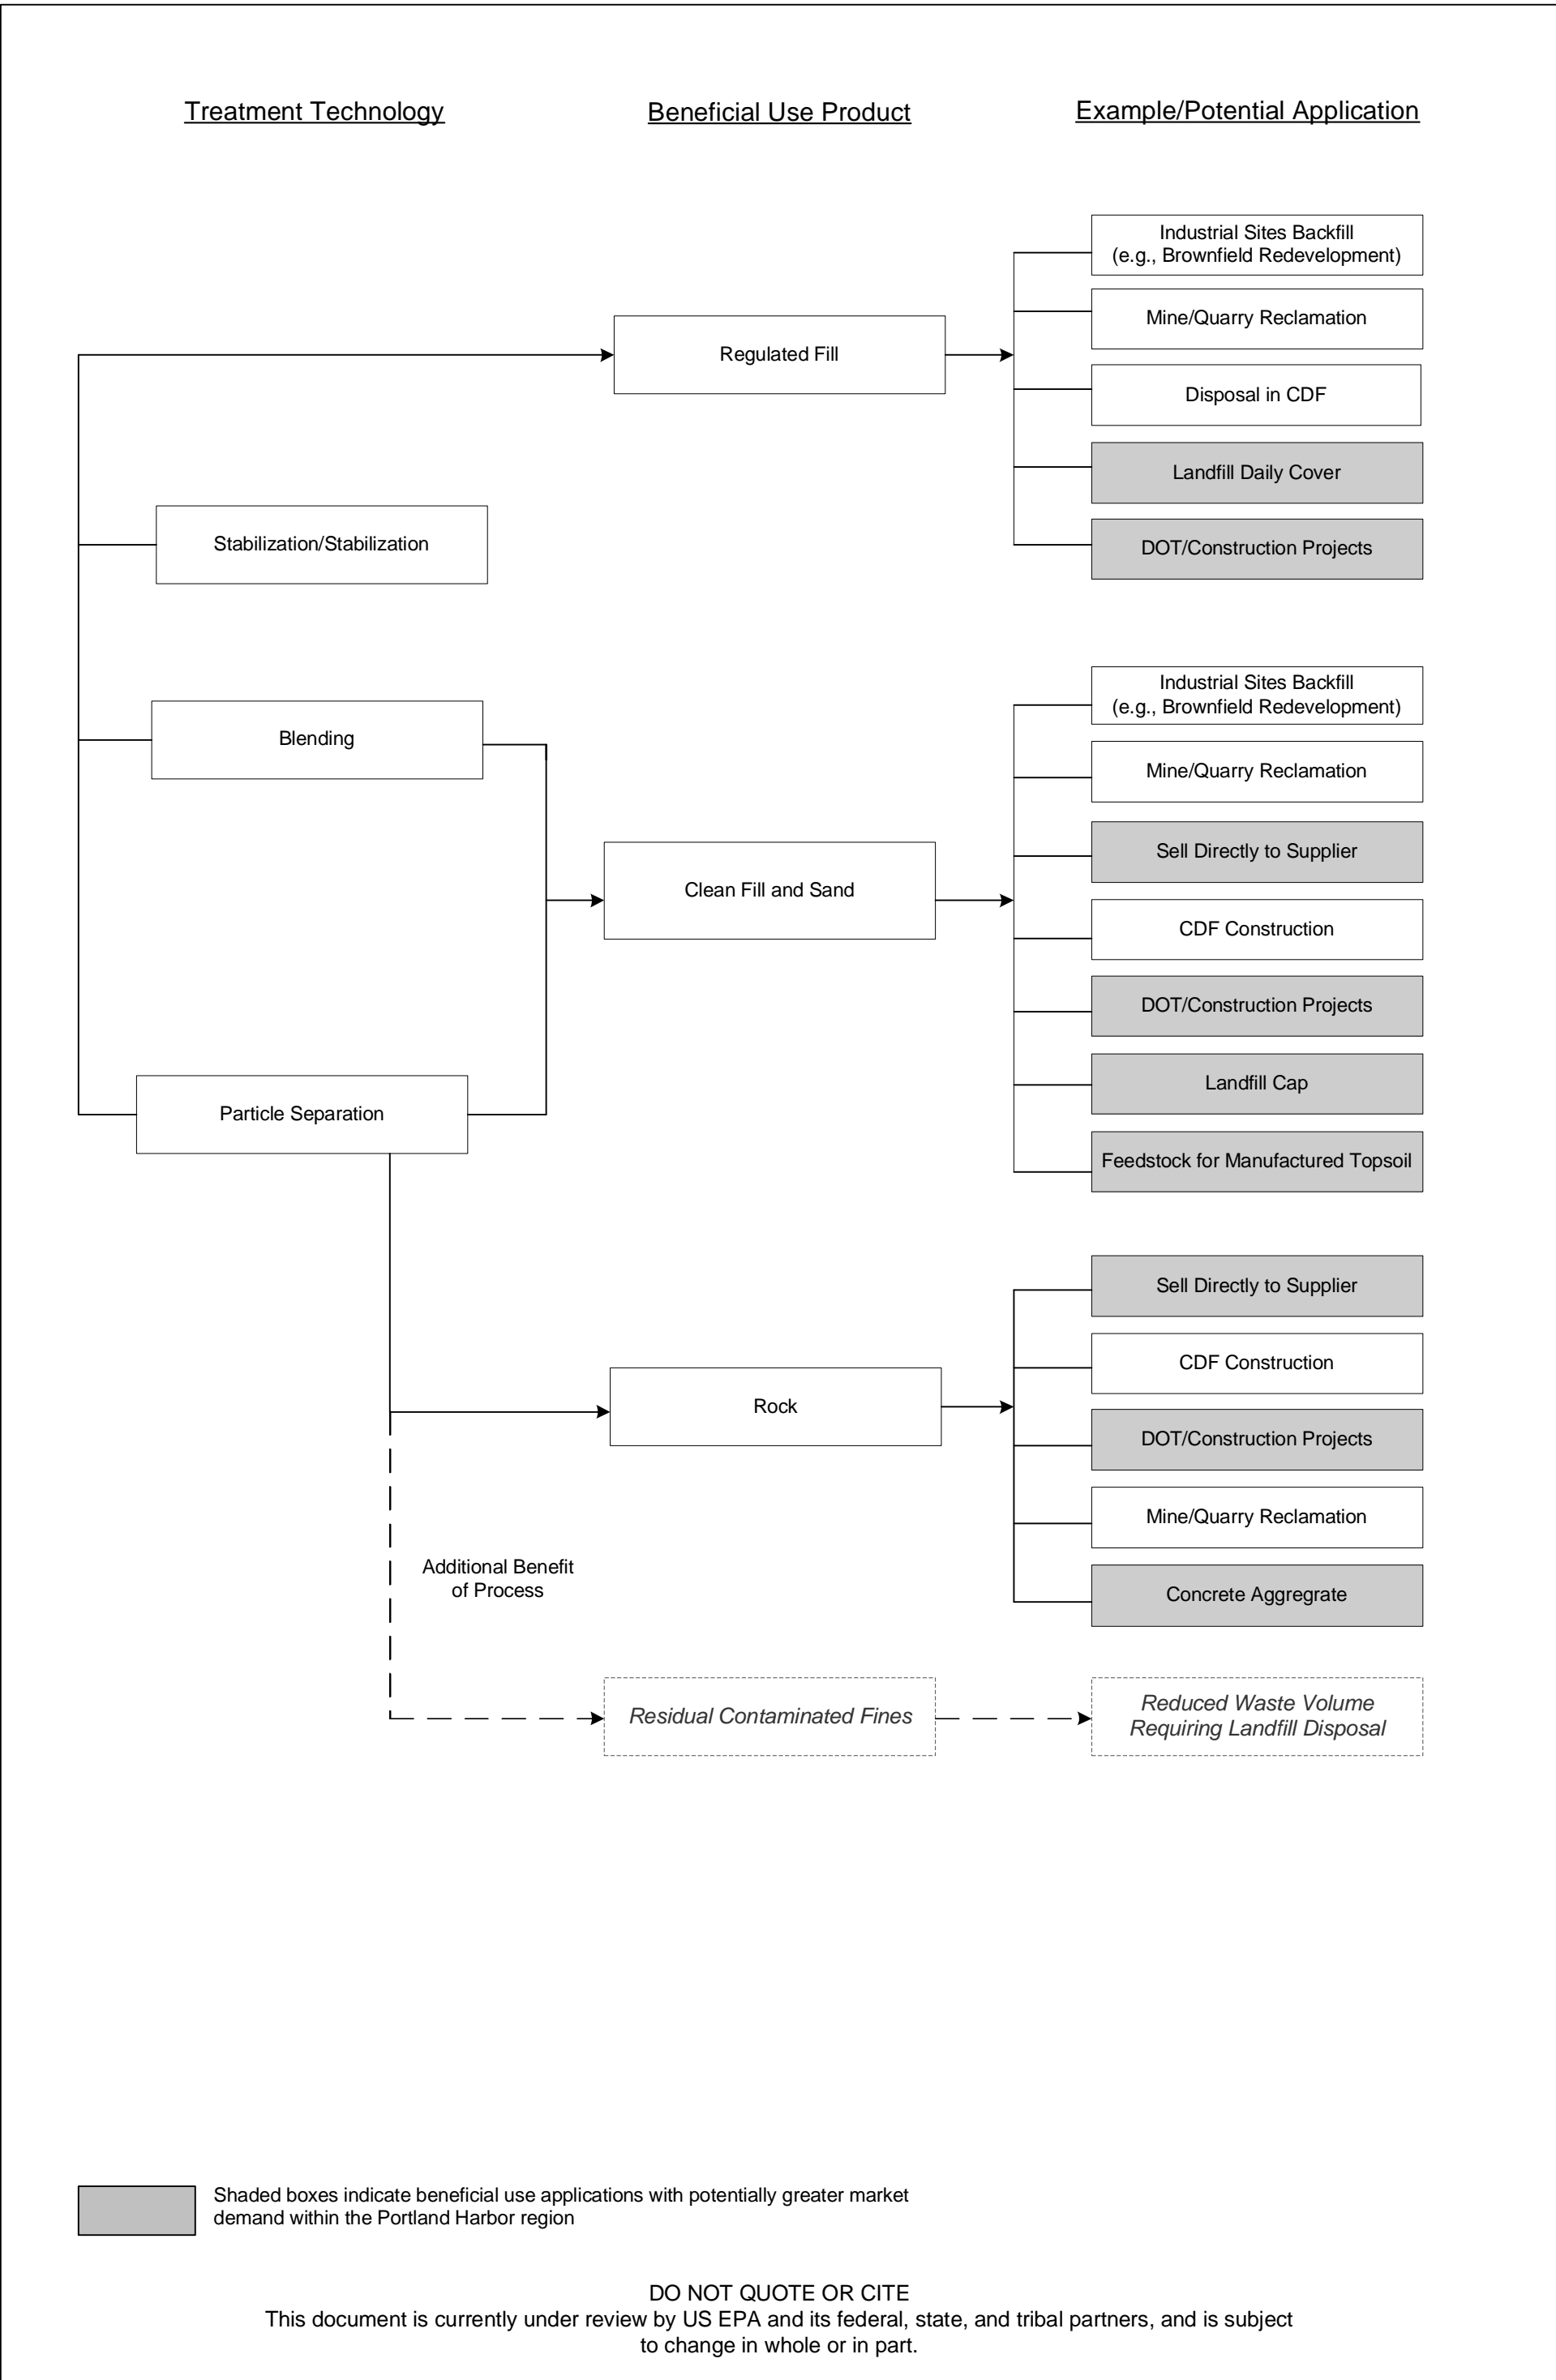 Treatment Technology
Beneficial Use Product
Example/Potential Application
Industrial Sites Backfill
(e.g., Brownfield Redevelopment)
Mine/Quarry Reclamation
Regulated Fill
Disposal in CDF
Landfill Daily Cover
Stabilization/Stabilization
DOT/Construction Projects
Industrial Sites Backfill
(e.g., Brownfield Redevelopment)
Blending
Mine/Quarry Reclamation
Sell Directly to Supplier
Clean Fill and Sand
CDF Construction
DOT/Construction Projects
Landfill Cap
Particle Separation
Feedstock for Manufactured Topsoil
Sell Directly to Supplier
CDF Construction
Rock
DOT/Construction Projects
Mine/Quarry Reclamation
Additional Benefit
of Process
Concrete Aggregrate
Residual Contaminated Fines
Reduced Waste Volume
Requiring Landfill Disposal
Shaded boxes indicate beneficial use applications with potentially greater market
demand within the Portland Harbor region
DO NOT QUOTE OR CITE
This document is currently under review by US EPA and its federal, state, and tribal partners, and is subject
to change in whole or in part.